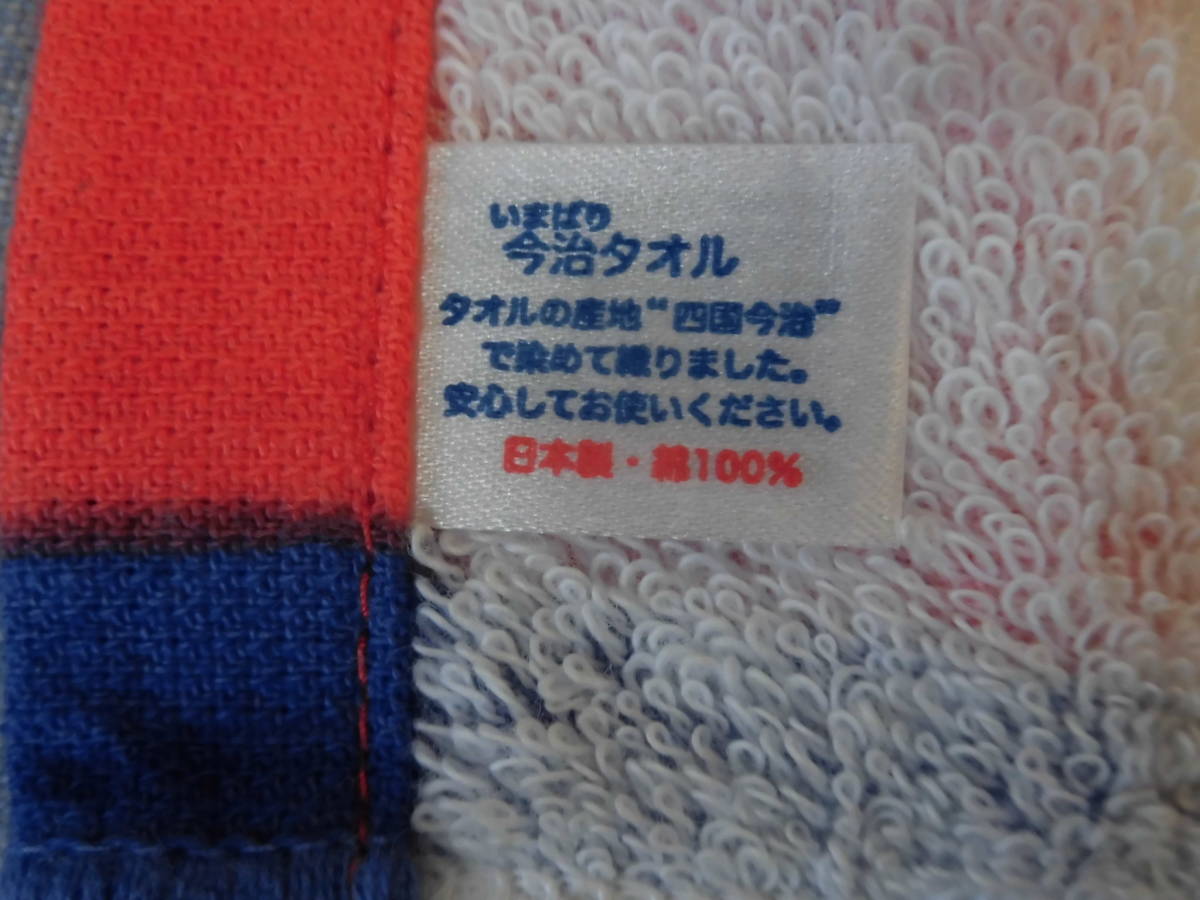 いまばり
今治タオル
タオルの産地“四国今治”
で染めて織りました。
安心してお使いください。
日本製・綿100%